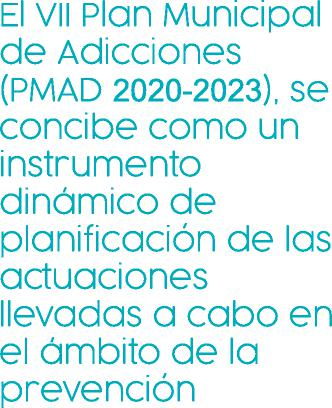 El VII Plan Municipal
de Adicciones
(PMAD 2020-2023), se
concibe como un
instrumento
dinámico de
planificación de las
actuaciones
llevadas a cabo en
el ámbito de la
prevención